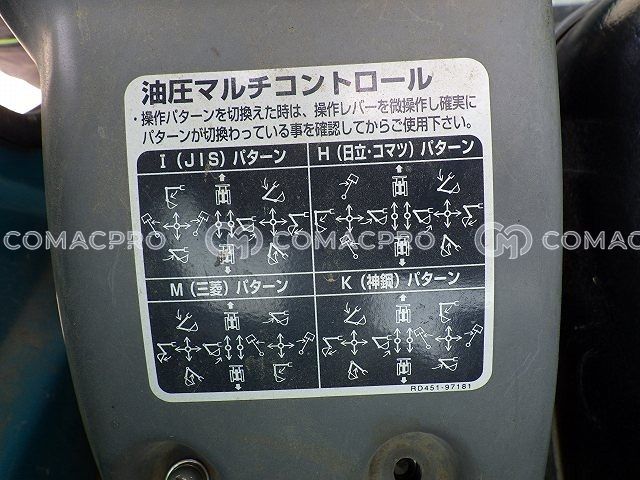 油圧マルチコントロール
・操作パターンを切換えた時は、操作レバーを微操作し確実に
パターンが切換わっている事を確認してからご使用下さい。
I (JIS) パターン
H (日立・コマツ) パターン
COMACPRO
COMACPRO
COMACPRO
M (三菱) パターン
K (神鋼) パターン
RD451-97181